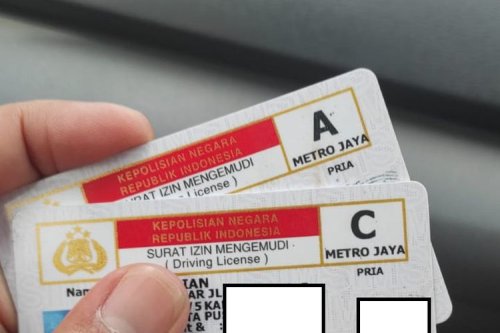 KEPOLISIAN NEGARA
REPUBLIK INDONESIA
SURAT IZIN MENGEMUDI
License )
A
METRO JAYA
PRIA
KEPOLISIAN NEGARA
REPUBLIK INDONESIA
SURAT IZIN MENGEMUDI
( Driving License )
C
METRO JAYA
PRIA